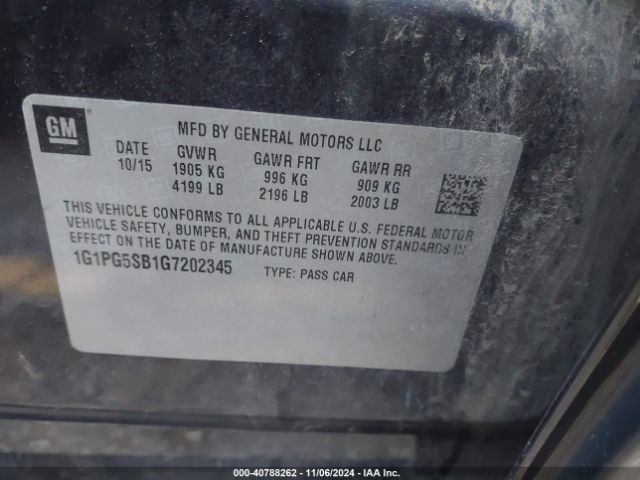 GM
MFD BY GENERAL MOTORS LLC
DATE GVWR GAWR FRT GAWR RR
10/15 1905 KG 996 KG 909 KG
4199 LB 2196 LB 2003 LB
THIS VEHICLE CONFORMS TO ALL APPLICABLE U.S. FEDERAL MOTOR
VEHICLE SAFETY, BUMPER, AND THEFT PREVENTION STANDARDS IN
EFFECT ON THE DATE OF MANUFACTURE SHOWN ABOVE.
1G1PG5SB1G7202345 TYPE: PASS CAR
000-40788262 - 11/06/2024 - IAA Inc.